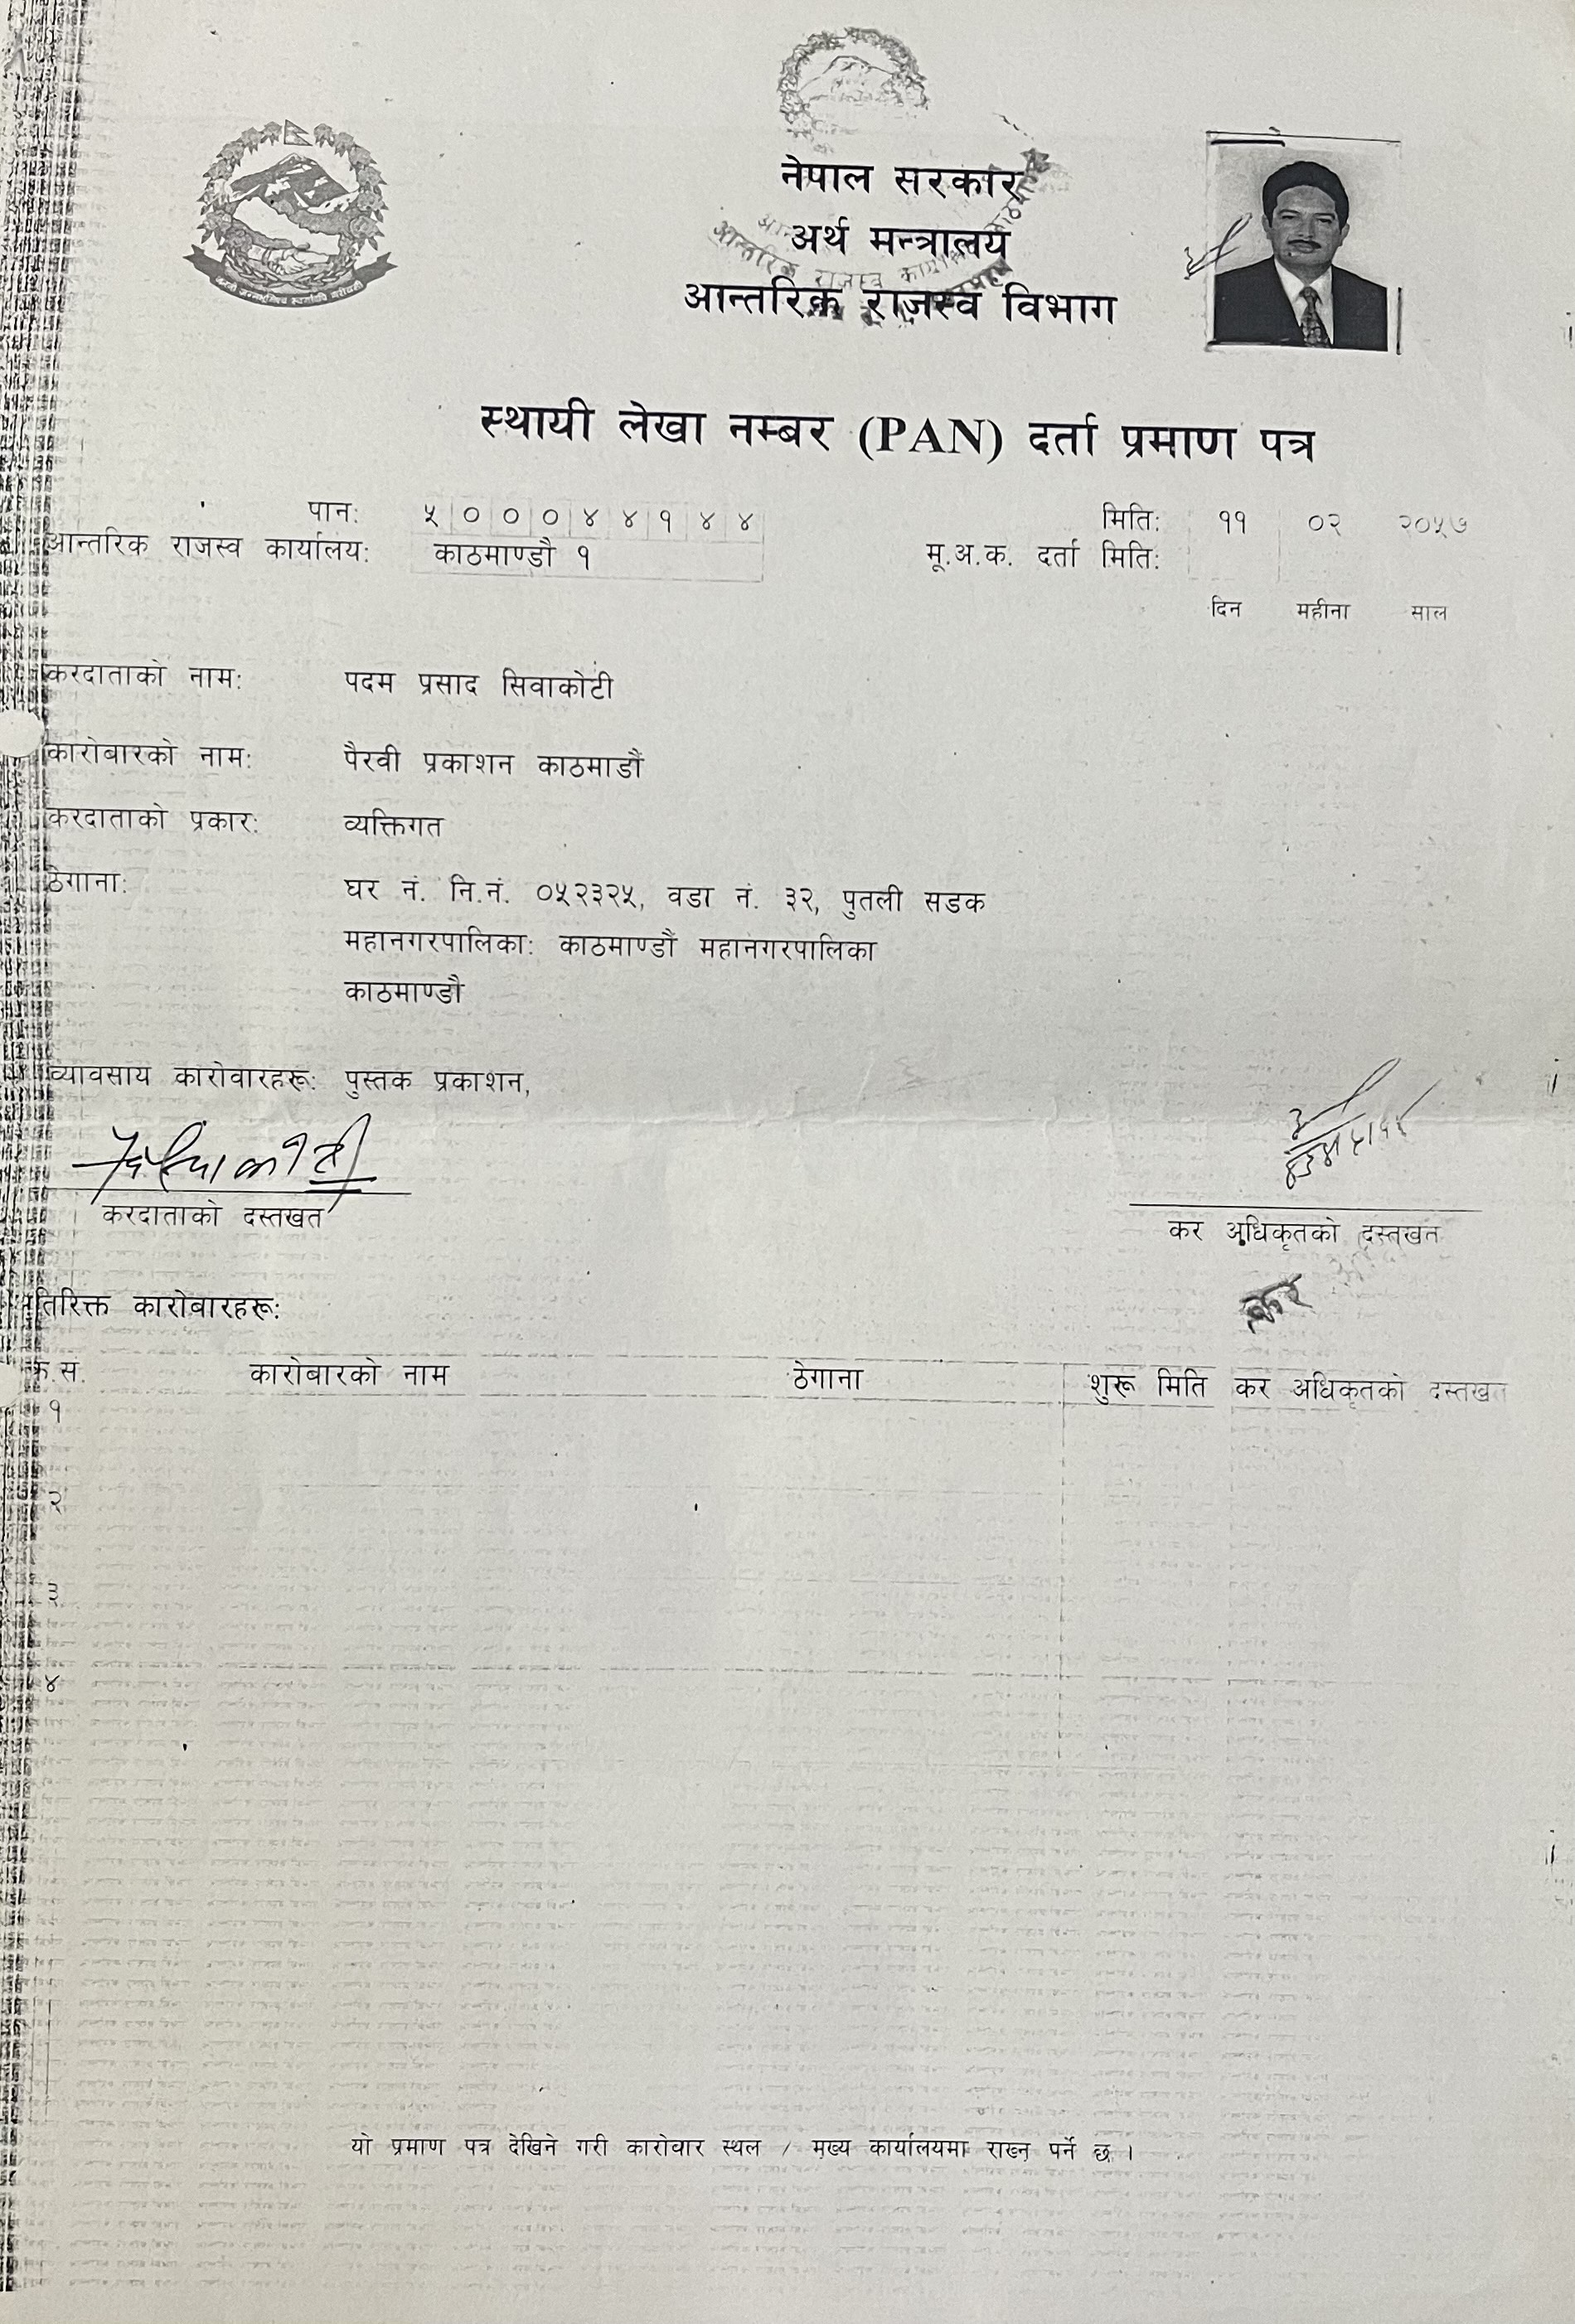 नेपाल सरकार
अर्थ मन्त्रालय
आन्तरिक राजस्व विभाग
स्थायी लेखा नम्बर (PAN) दर्ता प्रमाण पत्र
पान: ५ ० ० ० ४ ४ १ ४ ४ मिति: ११ ०२ २०५७
आन्तरिक राजस्व कार्यालय: काठमाण्डौ १ मू.अ.क. दर्ता मिति:
दिन महीना साल
करदाताको नाम: पदम प्रसाद सिवाकोटी
कारोबारको नाम: पैरवी प्रकाशन काठमाडौं
करदाताको प्रकार: व्यक्तिगत
ठेगाना: घर नं. नि.नं. ०५२३२५, वडा नं. ३२, पुतली सडक
महानगरपालिका: काठमाण्डौं महानगरपालिका
काठमाण्डौ
व्यावसाय कारोवारहरू: पुस्तक प्रकाशन,
करदाताको दस्तखत कर अधिकृतको दस्तखत
कर
तिरिक्त कारोबारहरू:
क्र.सं. कारोबारको नाम ठेगाना शुरू मिति कर अधिकृतको दस्तखत
१
२
३
४
यो प्रमाण पत्र देखिने गरी कारोवार स्थल / मुख्य कार्यालयमा राख्नु पर्ने छ ।